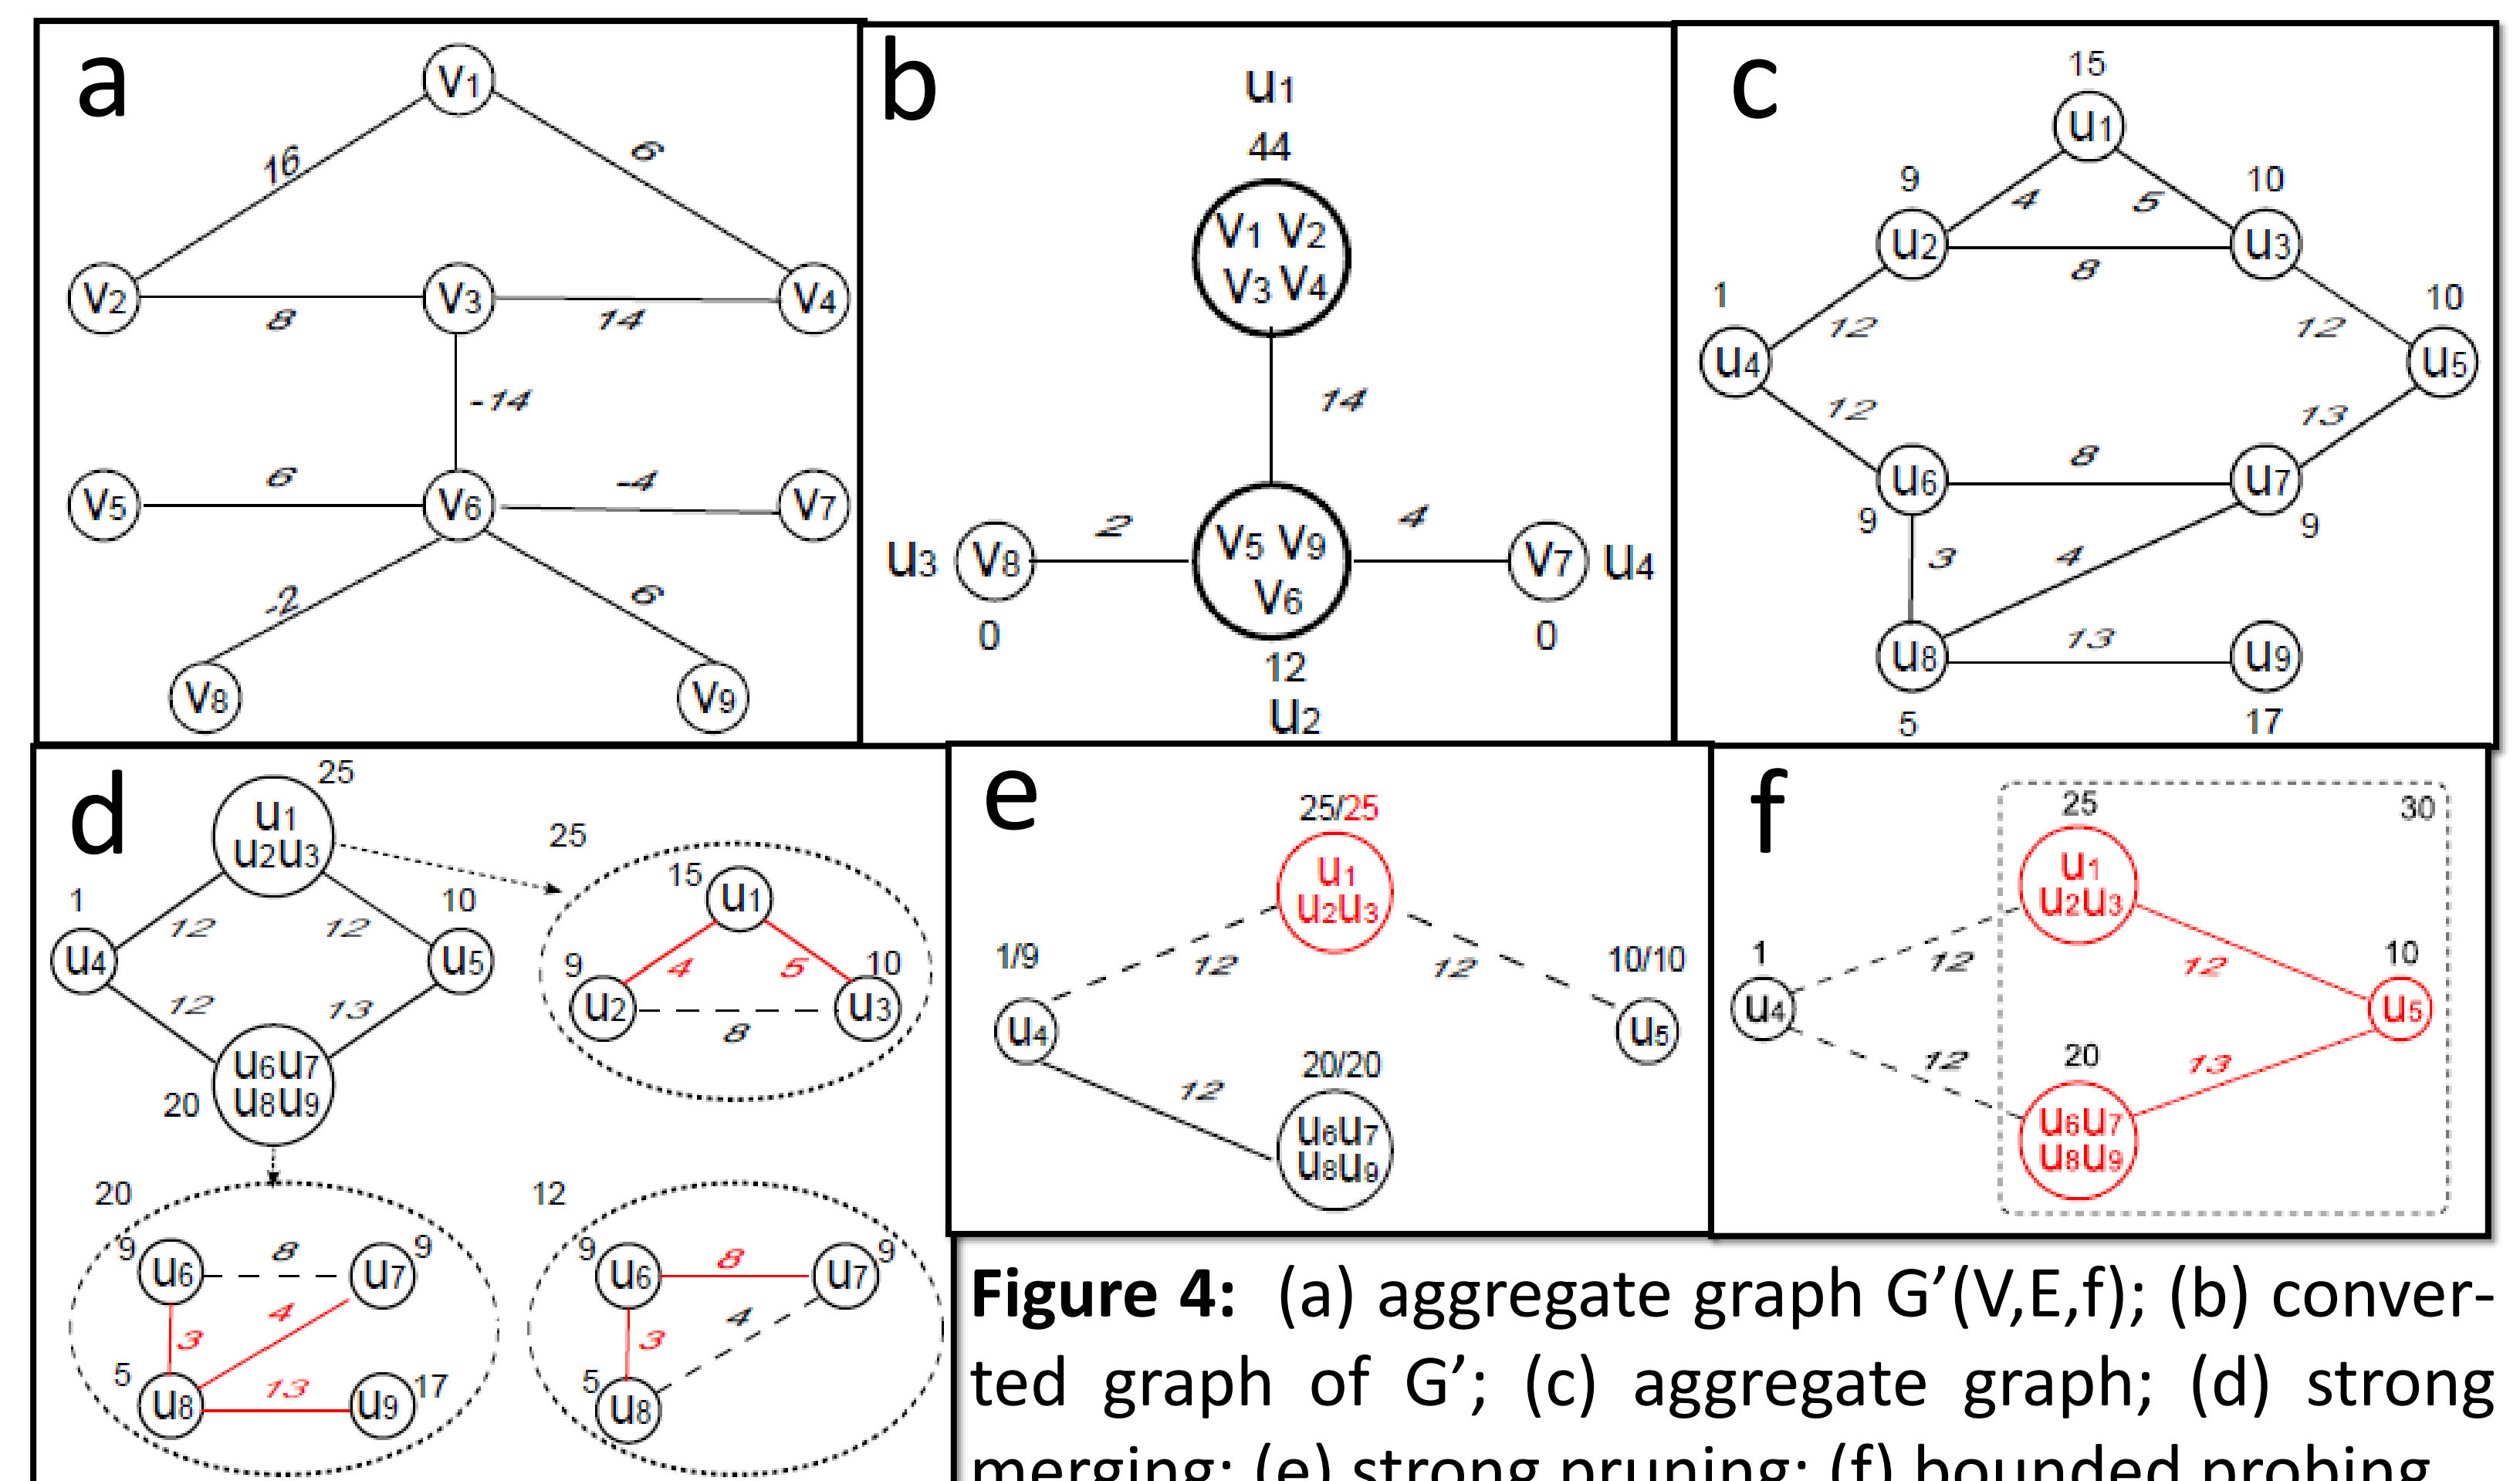 a
v1
16
6
v2
v3
v4
8
14
-14
v5
6
v6
-4
v7
-2
6
v8
v9
b
u1
44
v1 v2
v3 v4
14
u3
v8
2
v5 v9
v6
4
v7
u4
0
12
0
u2
c
15
u1
9
4
5
10
u2
8
u3
1
12
12
10
u4
u5
12
13
u6
8
u7
9
3
4
9
u8
13
u9
5
17
d
25
u1
u2u3
1
12
12
10
u4
u5
12
13
u6u7
u8u9
20
25
15
u1
9
4
5
10
u2
8
u3
20
9
u6
8
u7
9
3
4
5
u8
13
u9
17
12
9
u6
8
u7
9
3
4
5
u8
e
25/25
u1
u2u3
1/9
12
12
10/10
u4
u5
12
20/20
u6u7
u8u9
f
25
30
u1
u2u3
1
12
12
10
u4
u5
12
20
13
u6u7
u8u9
Figure 4: (a) aggregate graph G’(V,E,f); (b) conver-
ted graph of G’; (c) aggregate graph; (d) strong
merging; (e) strong pruning; (f) bounded probing